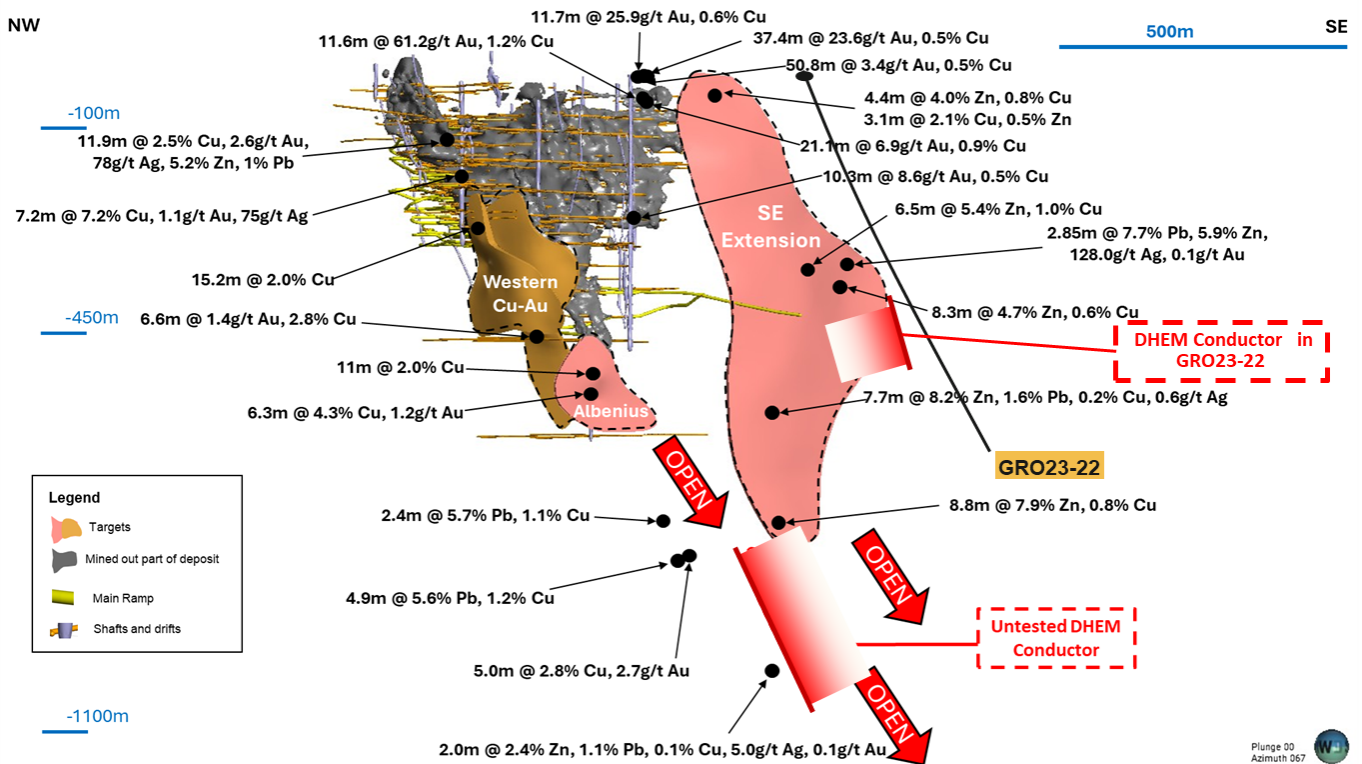 NW
11.7m @ 25.9g/t Au, 0.6% Cu
500m
SE
11.6m @ 61.2g/t Au, 1.2% Cu
37.4m @ 23.6g/t Au, 0.5% Cu
50.8m @ 3.4g/t Au, 0.5% Cu
4.4m @ 4.0% Zn, 0.8% Cu
3.1m @ 2.1% Cu, 0.5% Zn
-100m
11.9m @ 2.5% Cu, 2.6g/t Au,
78g/t Ag, 5.2% Zn, 1% Pb
21.1m @ 6.9g/t Au, 0.9% Cu
10.3m @ 8.6g/t Au, 0.5% Cu
7.2m @ 7.2% Cu, 1.1g/t Au, 75g/t Ag
SE
Extension
6.5m @ 5.4% Zn, 1.0% Cu
2.85m @ 7.7% Pb, 5.9% Zn,
128.0g/t Ag, 0.1g/t Au
15.2m @ 2.0% Cu
Western
Cu-Au
-450m
6.6m @ 1.4g/t Au, 2.8% Cu
8.3m @ 4.7% Zn, 0.6% Cu
DHEM Conductor in
GRO23-22
11m @ 2.0% Cu
6.3m @ 4.3% Cu, 1.2g/t Au
Albenius
7.7m @ 8.2% Zn, 1.6% Pb, 0.2% Cu, 0.6g/t Ag
OPEN
GRO23-22
Legend
Targets
Mined out part of deposit
Main Ramp
Shafts and drifts
2.4m @ 5.7% Pb, 1.1% Cu
8.8m @ 7.9% Zn, 0.8% Cu
OPEN
4.9m @ 5.6% Pb, 1.2% Cu
Untested DHEM
Conductor
5.0m @ 2.8% Cu, 2.7g/t Au
OPEN
-1100m
2.0m @ 2.4% Zn, 1.1% Pb, 0.1% Cu, 5.0g/t Ag, 0.1g/t Au
Plunge 00
Azimuth 067
W